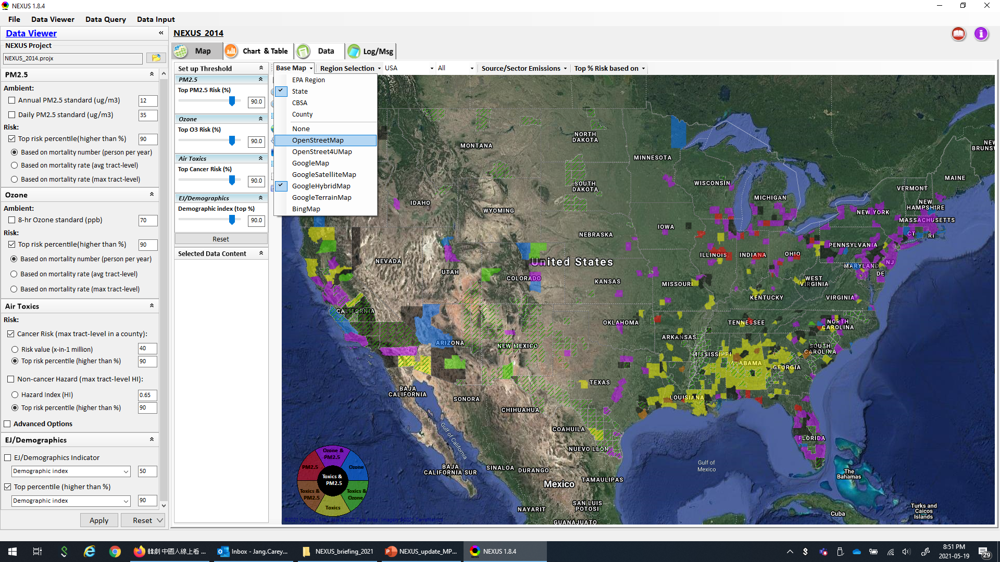 NEXUS 1.8.4
File Data Viewer Data Query Data Input
Data Viewer «
NEXUS Project
NEXUS_2014.projx
PM2.5
Ambient:
Annual PM2.5 standard (ug/m3) 12
Daily PM2.5 standard (ug/m3) 35
Risk:
Top risk percentile(higher than %) 90
Based on mortality number (person per year)
Based on mortality rate (avg tract-level)
Based on mortality rate (max tract-level)
Ozone
Ambient:
8-hr Ozone standard (ppb) 70
Risk:
Top risk percentile(higher than %) 90
Based on mortality number (person per year)
Based on mortality rate (avg tract-level)
Based on mortality rate (max tract-level)
Air Toxics
Risk:
Cancer Risk (max tract-level in a county):
Risk value (x-in-1 million) 40
Top risk percentile (higher than %) 90
Non-cancer Hazard (max tract-level HI):
Hazard Index (HI) 0.65
Top risk percentile (higher than %) 90
Advanced Options
EJ/Demographics
EJ/Demographics Indicator
Demographic index 50
Top percentile (higher than %)
Demographic index 90
Apply Reset
NEXUS_2014
Map Chart & Table Data Log/Msg
Set up Threshold
PM2.5
Top PM2.5 Risk (%)
90.0
Ozone
Top O3 Risk (%)
90.0
Air Toxics
Top Cancer Risk (%)
90.0
EJ/Demographics
Demographic index (top %)
90.0
Reset
Selected Data Content
Base Map Region Selection USA All Source/Sector Emissions Top % Risk based on
EPA Region
State
CBSA
County
None
OpenStreetMap
OpenStreet4UMap
GoogleMap
GoogleSatelliteMap
GoogleHybridMap
GoogleTerrainMap
BingMap
MONTANA
NORTH
DAKOTA
MINNESOTA
NEW
BRUNSW
SOUTH
DAKOTA
WISCONSIN
MICHIGAN
MAINE
VERMONT
NEW
HAMPSHIRE
IDAHO
WYOMING
NEW YORK
MASSACHUSETTS
IOWA
NEBRASKA
CT
RI
PENNSYLVANIA
NEVADA
United States
ILLINOIS
INDIANA
OHIO
NJ
MARYLAND
DE
UTAH
COLORADO
KANSAS
MISSOURI
WEST
VIRGINIA
KENTUCKY
VIRGINIA
CALIFORNIA
OKLAHOMA
TENNESSEE
NORTH
CAROLINA
ARIZONA
NEW MEXICO
ARKANSAS
SOUTH
CAROLINA
MISSISSIPPI
ALABAMA
GEORGIA
TEXAS
BAJA
CALIFORNIA
SONORA
LOUISIANA
CHIHUAHUA
COAHUILA
FLORIDA
NUEVO LEON
Gulf of California
Gulf of
Mexico
BAJA
CALIFORNIA SUR
SINALOA
DURANGO
TAMAULIPAS
The
Bahamas
Mexico
NAYARIT
SAN LUIS
POTOSI
GUANAJUATO
Cuba
Turks and
Caicos
Islands
Ozone &
PM2.5
PM2.5
Ozone
Toxics &
PM2.5
Toxics &
PM2.5
Toxics &
Ozone
Toxics
©2021 Google - Map data ©2021 Tele Atlas, Imagery ©2021 TerraMetrics
韓劇 中國人線上看 ...
Inbox - Jang.Carey...
NEXUS_briefing_2021
NEXUS_update_MP...
NEXUS 1.8.4
8:51 PM
2021-05-19
29